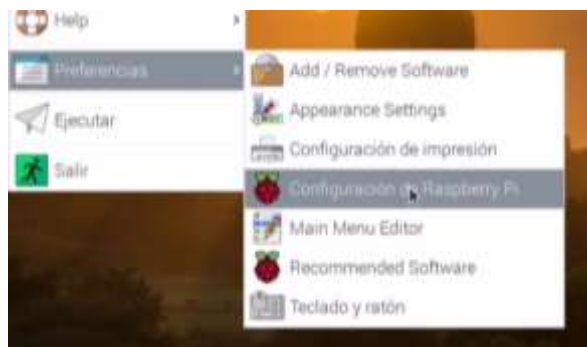 Help
Preferencias
Ejecutar
Salir
Add / Remove Software
Appearance Settings
Configuración de impresión
Configuración de Raspberry Pi
Main Menu Editor
Recommended Software
Teclado y ratón